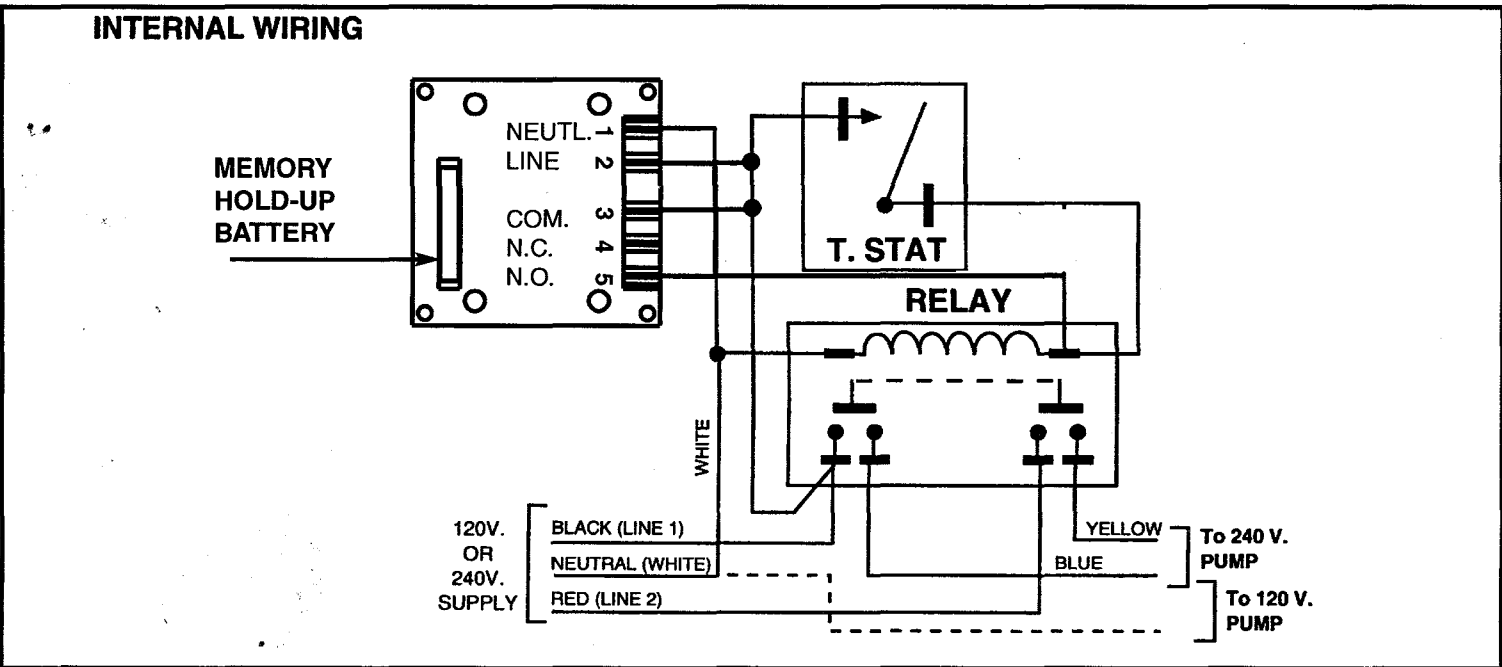 INTERNAL WIRING
MEMORY
HOLD-UP
BATTERY
NEUTL. 1
LINE 2
COM. 3
N.C. 4
N.O. 5
T. STAT
RELAY
WHITE
120V.
OR
240V.
SUPPLY
BLACK (LINE 1)
NEUTRAL (WHITE)
RED (LINE 2)
YELLOW
BLUE
To 240 V.
PUMP
To 120 V.
PUMP